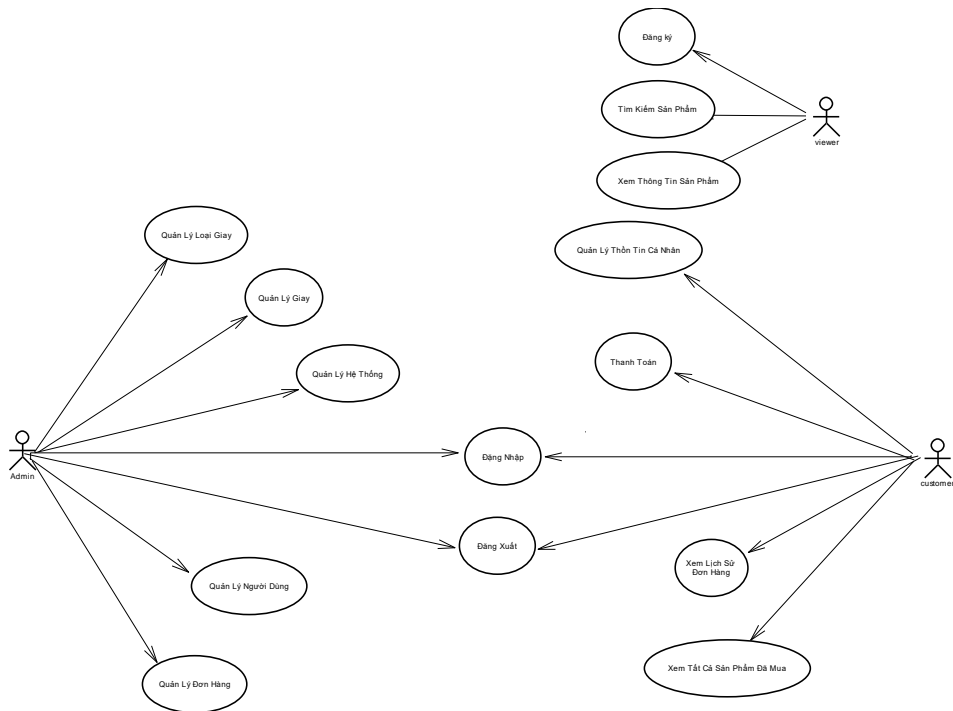 Đăng ký
Tìm Kiếm Sản Phẩm
viewer
Xem Thông Tin Sản Phẩm
Quản Lý Loại Giay
Quản Lý Thồn Tin Cá Nhân
Quản Lý Giay
Thanh Toán
Quản Lý Hệ Thống
Admin
Đặng Nhập
customer
Đăng Xuất
Xem Lịch Sử
Đơn Hàng
Quản Lý Người Dùng
Xem Tất Cả Sản Phẩm Đã Mua
Quản Lý Đơn Hàng